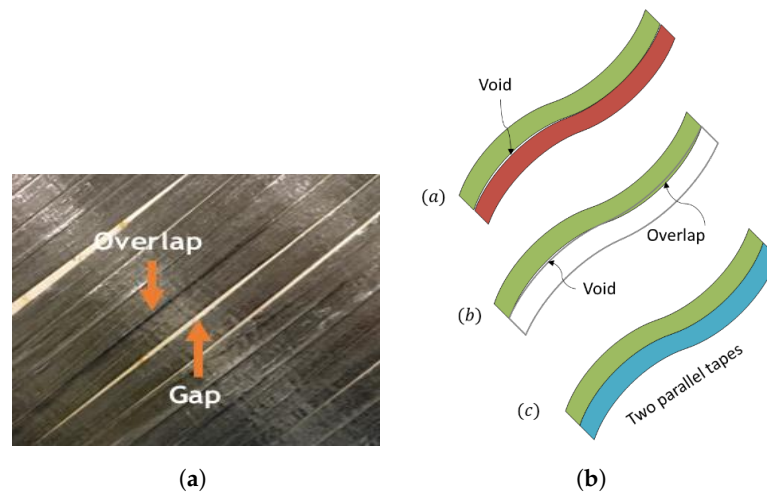 Overlap
Gap
(a)
Void
(a)
Overlap
Void
(b)
Two parallel tapes
(c)
(b)